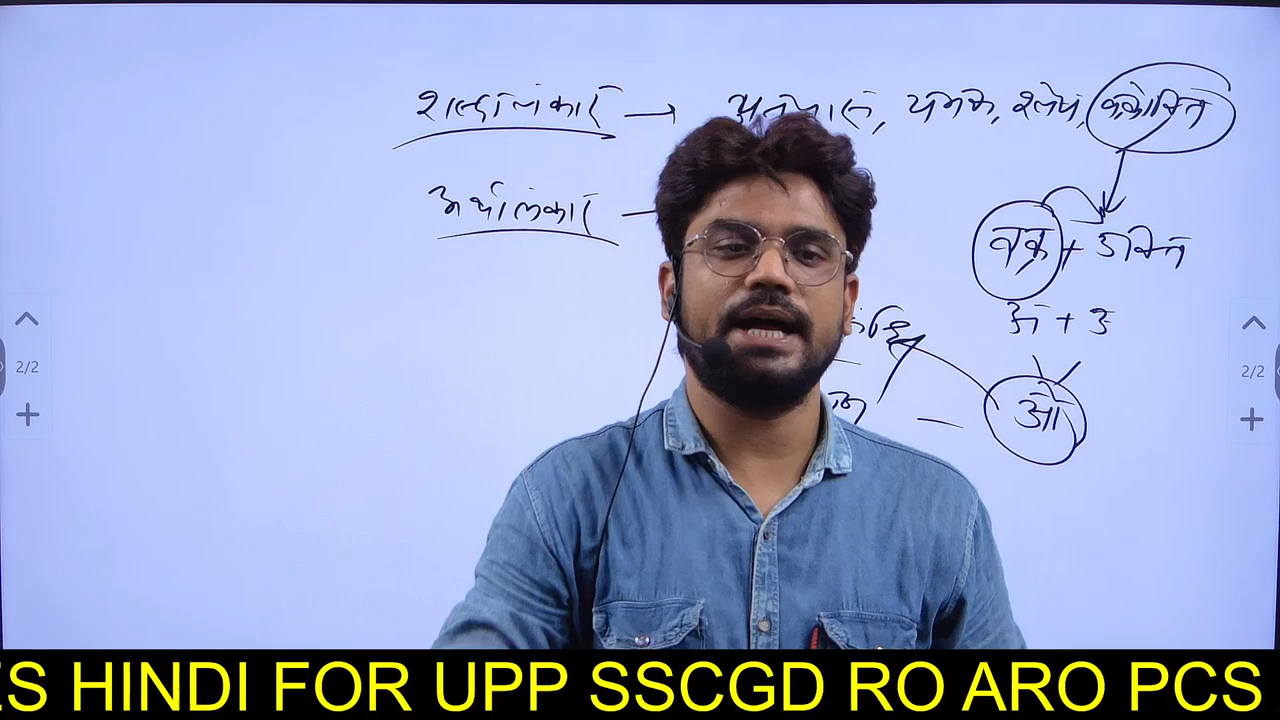 शब्दालंकार → अनुप्रास, यमक, श्लेष, वक्रोक्ति
अर्थालंकार —
वक्र + उक्ति
अ + उ
ओ
2/2
2/2
ES HINDI FOR UPP SSCGD RO ARO PCS